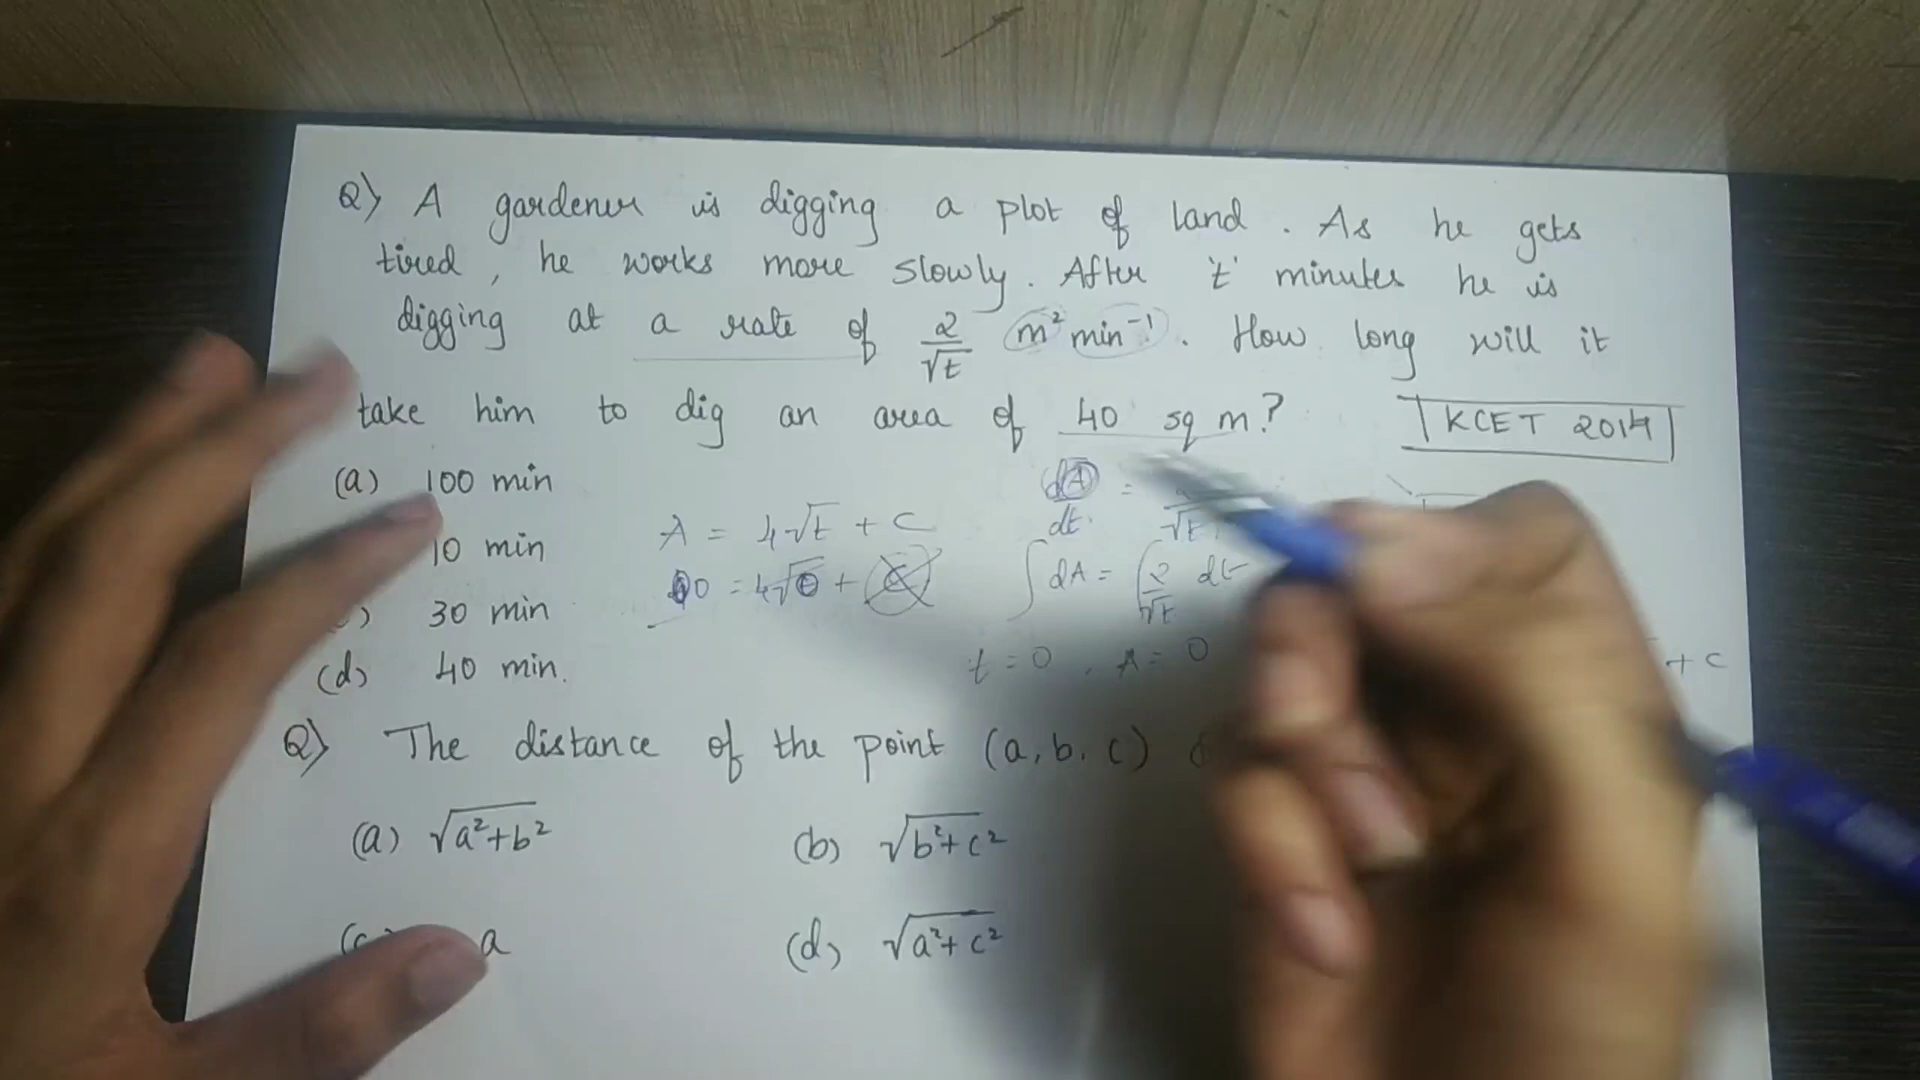 Q) A gardener is digging a plot of land. As he gets
tired, he works more slowly. After 't' minutes he is
digging at a rate of 2/√t m² min⁻¹. How long will it
take him to dig an area of 40 sq m?
KCET 2014
(a) 100 min
10 min
30 min
(d) 40 min.
A = 4√t + c
0 = 4√0 + c
dA/dt = /√t
∫dA = ∫2/√t dt
t = 0, A = 0
+ c
Q) The distance of the point (a, b, c)
(a) √a²+b²
(b) √b²+c²
a
(d) √a²+c²